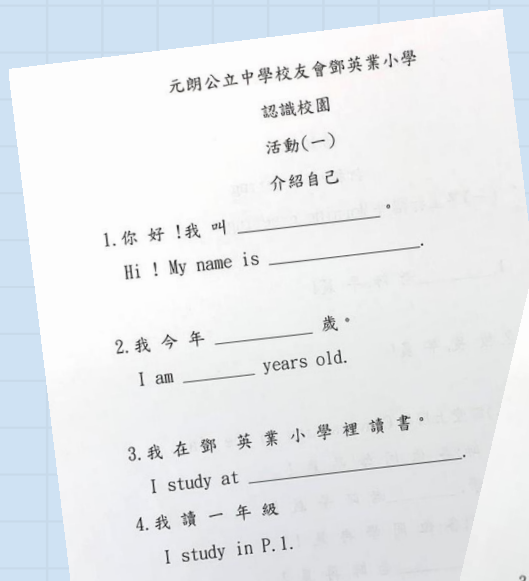 元朗公立中學校友會鄧英業小學
認識校園
活動(一)
介紹自己
1.你 好 !我 叫 ____________。
Hi ! My name is ____________.
2.我 今 年 ________ 歲。
I am ______ years old.
3.我 在 鄧 英 業 小 學 裡 讀 書。
I study at ________________.
4.我 讀 一 年 級
I study in P.1.